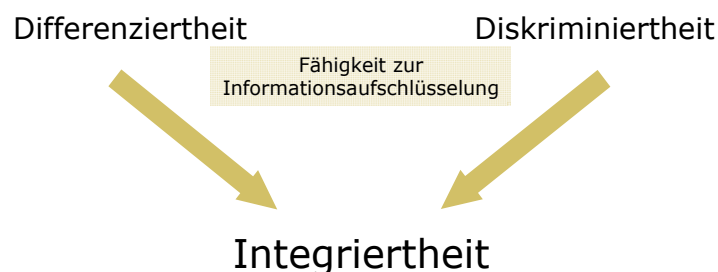 Differenziertheit Diskriminiertheit
Fähigkeit zur
Informationsaufschlüsselung
Integriertheit